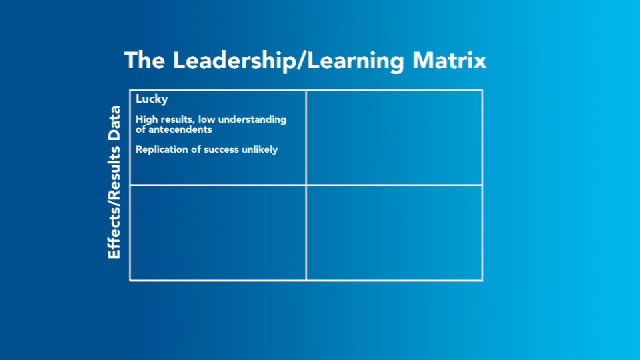 The Leadership/Learning Matrix
Effects/Results Data
Lucky
High results, low understanding
of antecendents
Replication of success unlikely